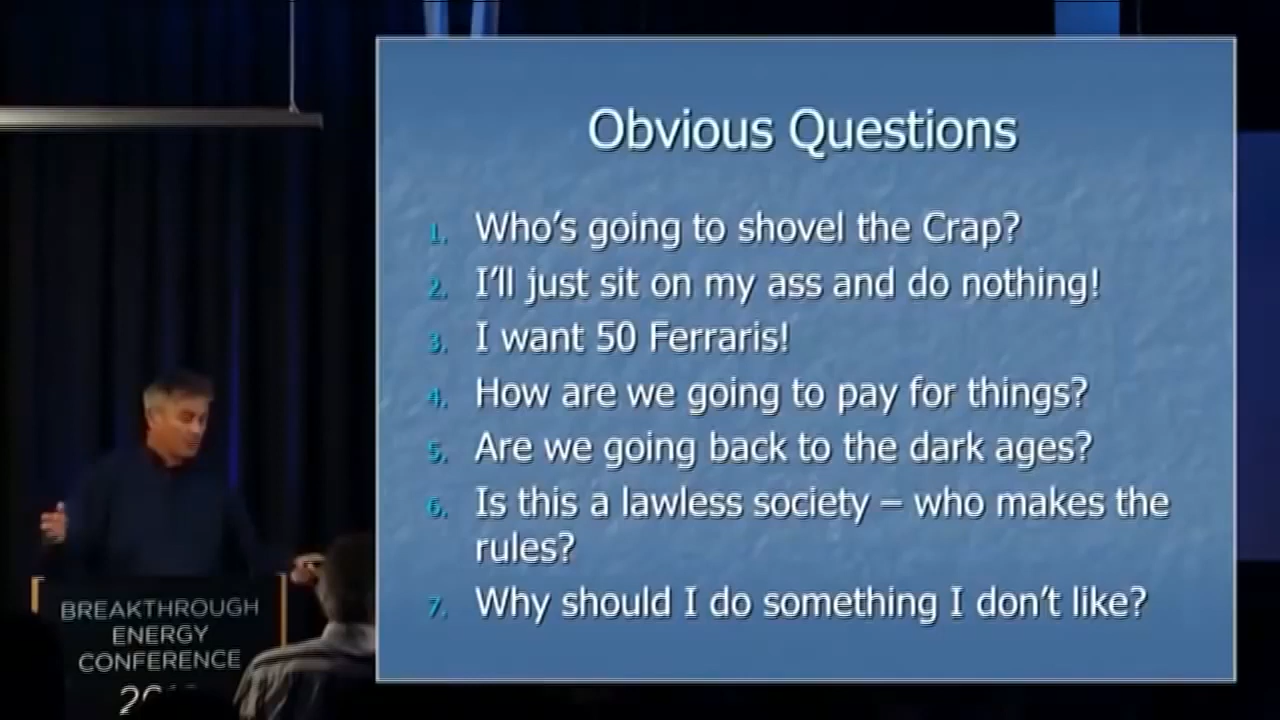 Obvious Questions
1. Who's going to shovel the Crap?
2. I'll just sit on my ass and do nothing!
3. I want 50 Ferraris!
4. How are we going to pay for things?
5. Are we going back to the dark ages?
6. Is this a lawless society – who makes the
rules?
7. Why should I do something I don't like?
BREAKTHROUGH
ENERGY
CONFERENCE